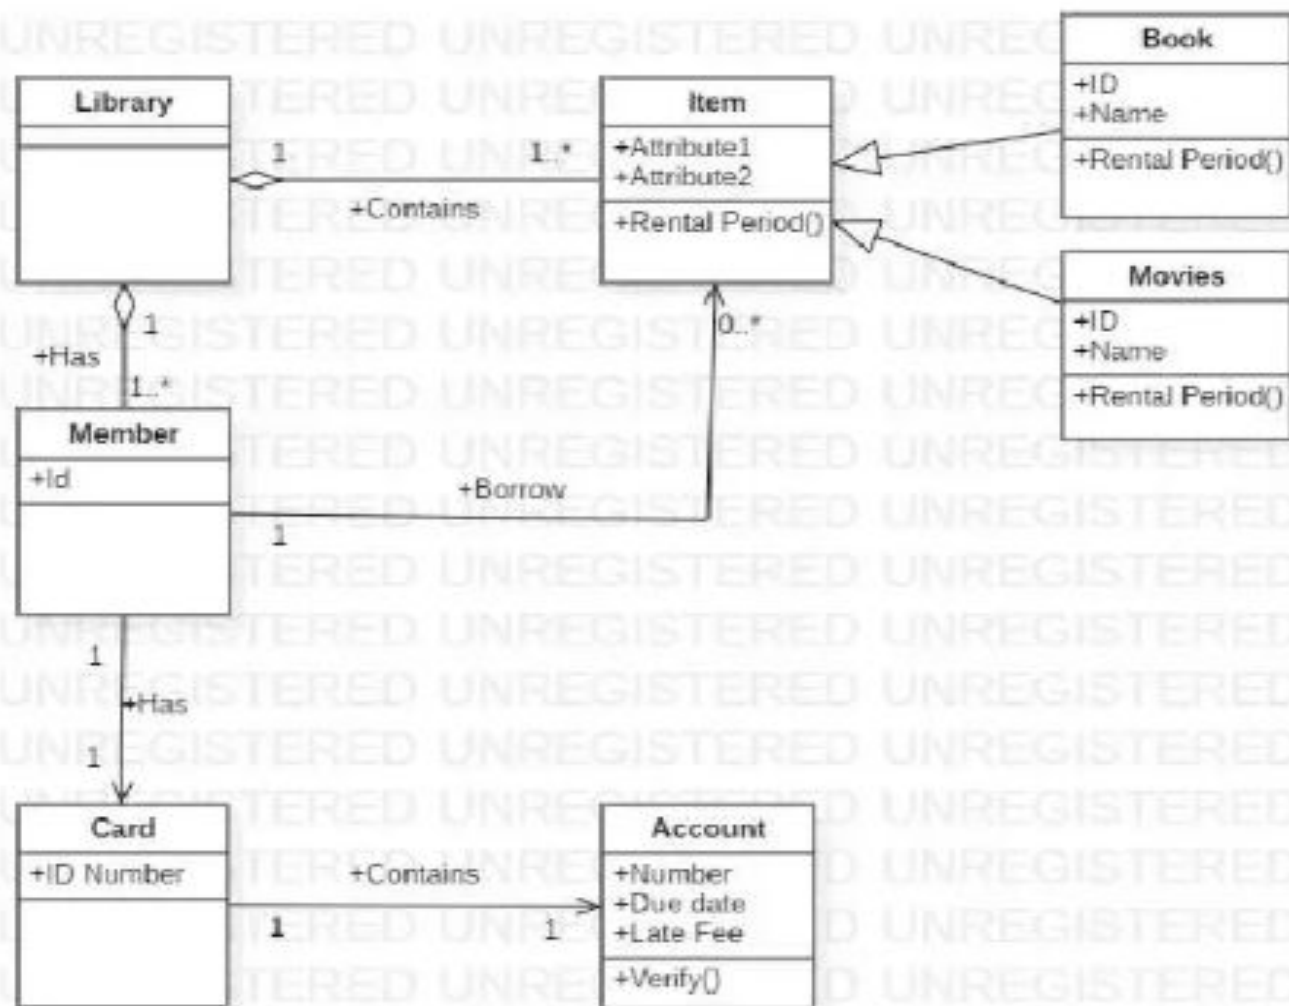 Library
1
1..*
+Contains
Item
+Attribute1
+Attribute2
+Rental Period()
Book
+ID
+Name
+Rental Period()
Movies
+ID
+Name
+Rental Period()
1
+Has
1..*
0..*
Member
+Id
+Borrow
1
1
+Has
1
Card
+ID Number
+Contains
1
1
Account
+Number
+Due date
+Late Fee
+Verify()
UNREGISTERED UNREGISTERED UNREGISTERED